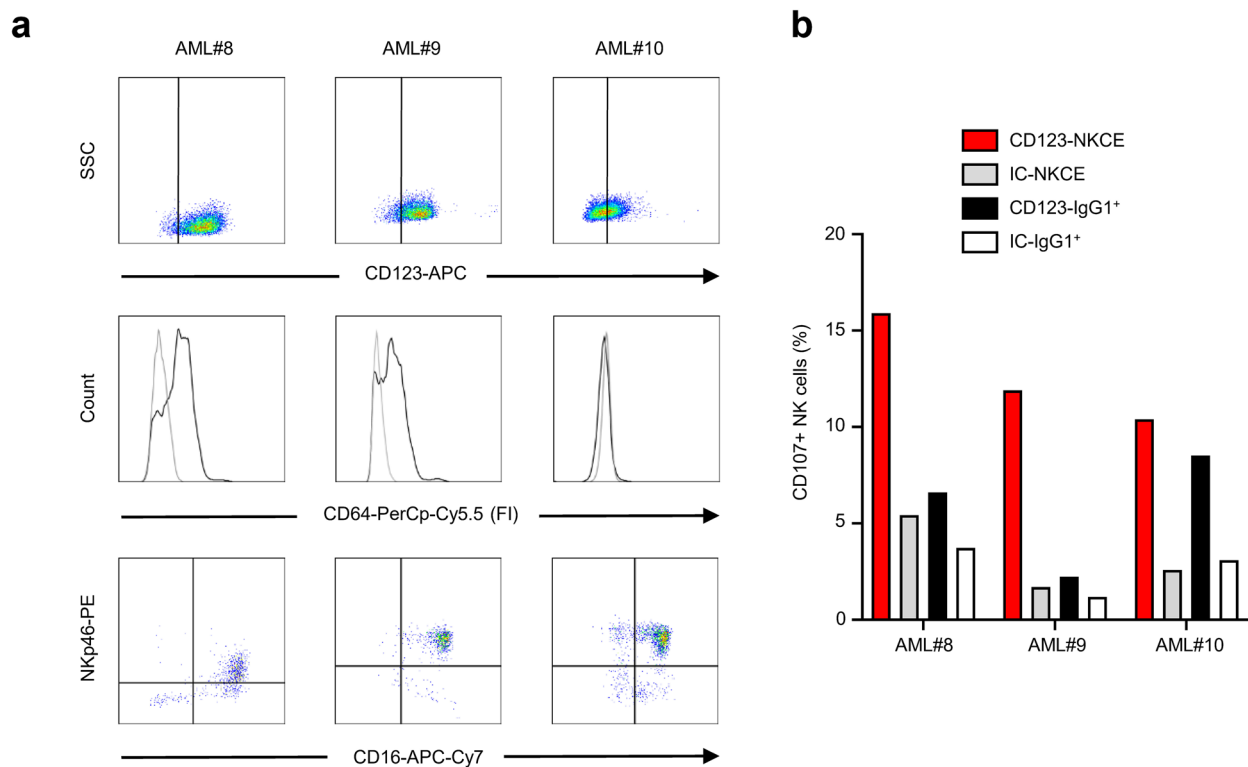 a
AML#8
AML#9
AML#10
SSC
CD123-APC
Count
CD64-PerCp-Cy5.5 (FI)
NKp46-PE
CD16-APC-Cy7
b
CD123-NKCE
IC-NKCE
CD123-IgG1⁺
IC-IgG1⁺
CD107+ NK cells (%)
20
15
10
5
0
AML#8
AML#9
AML#10